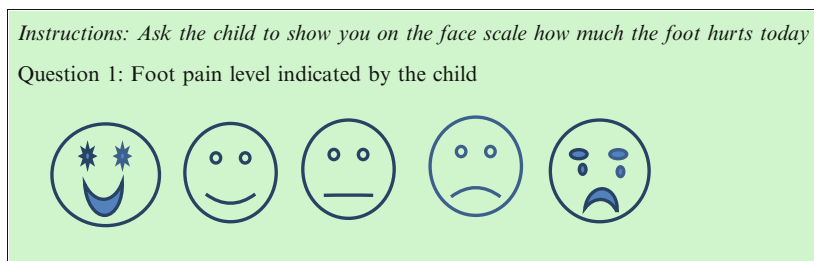 Instructions: Ask the child to show you on the face scale how much the foot hurts today
Question 1: Foot pain level indicated by the child